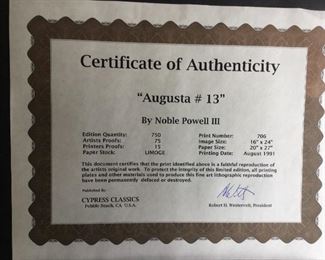 Certificate of Authenticity
"Augusta # 13"
By Noble Powell III
Edition Quantity: 750 Print Number: 706
Artists Proofs: 75 Image Size: 16" x 24"
Printers Proofs: 15 Paper Size: 20" x 27"
Paper Stock: LIMOGE Printing Date: August 1991
This document certifies that the print identified above is a faithful reproduction of
the artists original work. To protect the integrity of this limited edition, all printing
plates and other materials used to produce this fine art lithographic reproduction
have been permanently defaced or destroyed.
Published By:
CYPRESS CLASSICS
Pebble Beach, CA U.S.A.
Robert H. Westervelt, President